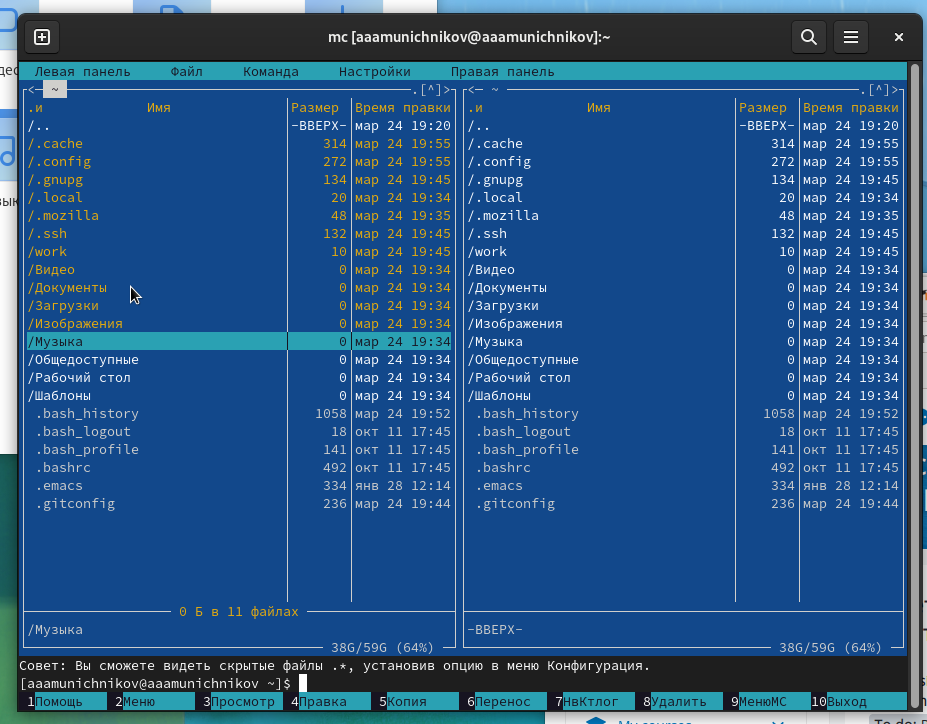 mc [aaamunichnikov@aaamunichnikov]:~
Левая панель Файл Команда Настройки Правая панель
<- ~ .[^]> <- ~ .[^]>
.и Имя Размер Время правки .и Имя Размер Время правки
/.. -ВВЕРХ- мар 24 19:20 /.. -ВВЕРХ- мар 24 19:20
/.cache 314 мар 24 19:55 /.cache 314 мар 24 19:55
/.config 272 мар 24 19:55 /.config 272 мар 24 19:55
/.gnupg 134 мар 24 19:45 /.gnupg 134 мар 24 19:45
/.local 20 мар 24 19:34 /.local 20 мар 24 19:34
/.mozilla 48 мар 24 19:35 /.mozilla 48 мар 24 19:35
/.ssh 132 мар 24 19:45 /.ssh 132 мар 24 19:45
/work 10 мар 24 19:45 /work 10 мар 24 19:45
/Видео 0 мар 24 19:34 /Видео 0 мар 24 19:34
/Документы 0 мар 24 19:34 /Документы 0 мар 24 19:34
/Загрузки 0 мар 24 19:34 /Загрузки 0 мар 24 19:34
/Изображения 0 мар 24 19:34 /Изображения 0 мар 24 19:34
/Музыка 0 мар 24 19:34 /Музыка 0 мар 24 19:34
/Общедоступные 0 мар 24 19:34 /Общедоступные 0 мар 24 19:34
/Рабочий стол 0 мар 24 19:34 /Рабочий стол 0 мар 24 19:34
/Шаблоны 0 мар 24 19:34 /Шаблоны 0 мар 24 19:34
.bash_history 1058 мар 24 19:52 .bash_history 1058 мар 24 19:52
.bash_logout 18 окт 11 17:45 .bash_logout 18 окт 11 17:45
.bash_profile 141 окт 11 17:45 .bash_profile 141 окт 11 17:45
.bashrc 492 окт 11 17:45 .bashrc 492 окт 11 17:45
.emacs 334 янв 28 12:14 .emacs 334 янв 28 12:14
.gitconfig 236 мар 24 19:44 .gitconfig 236 мар 24 19:44
0 Б в 11 файлах
/Музыка -ВВЕРХ-
38G/59G (64%) 38G/59G (64%)
Совет: Вы сможете видеть скрытые файлы .*, установив опцию в меню Конфигурация.
[aaamunichnikov@aaamunichnikov ~]$
1Помощь 2Меню 3Просмотр 4Правка 5Копия 6Перенос 7НвКтлог 8Удалить 9МенюМС 10Выход